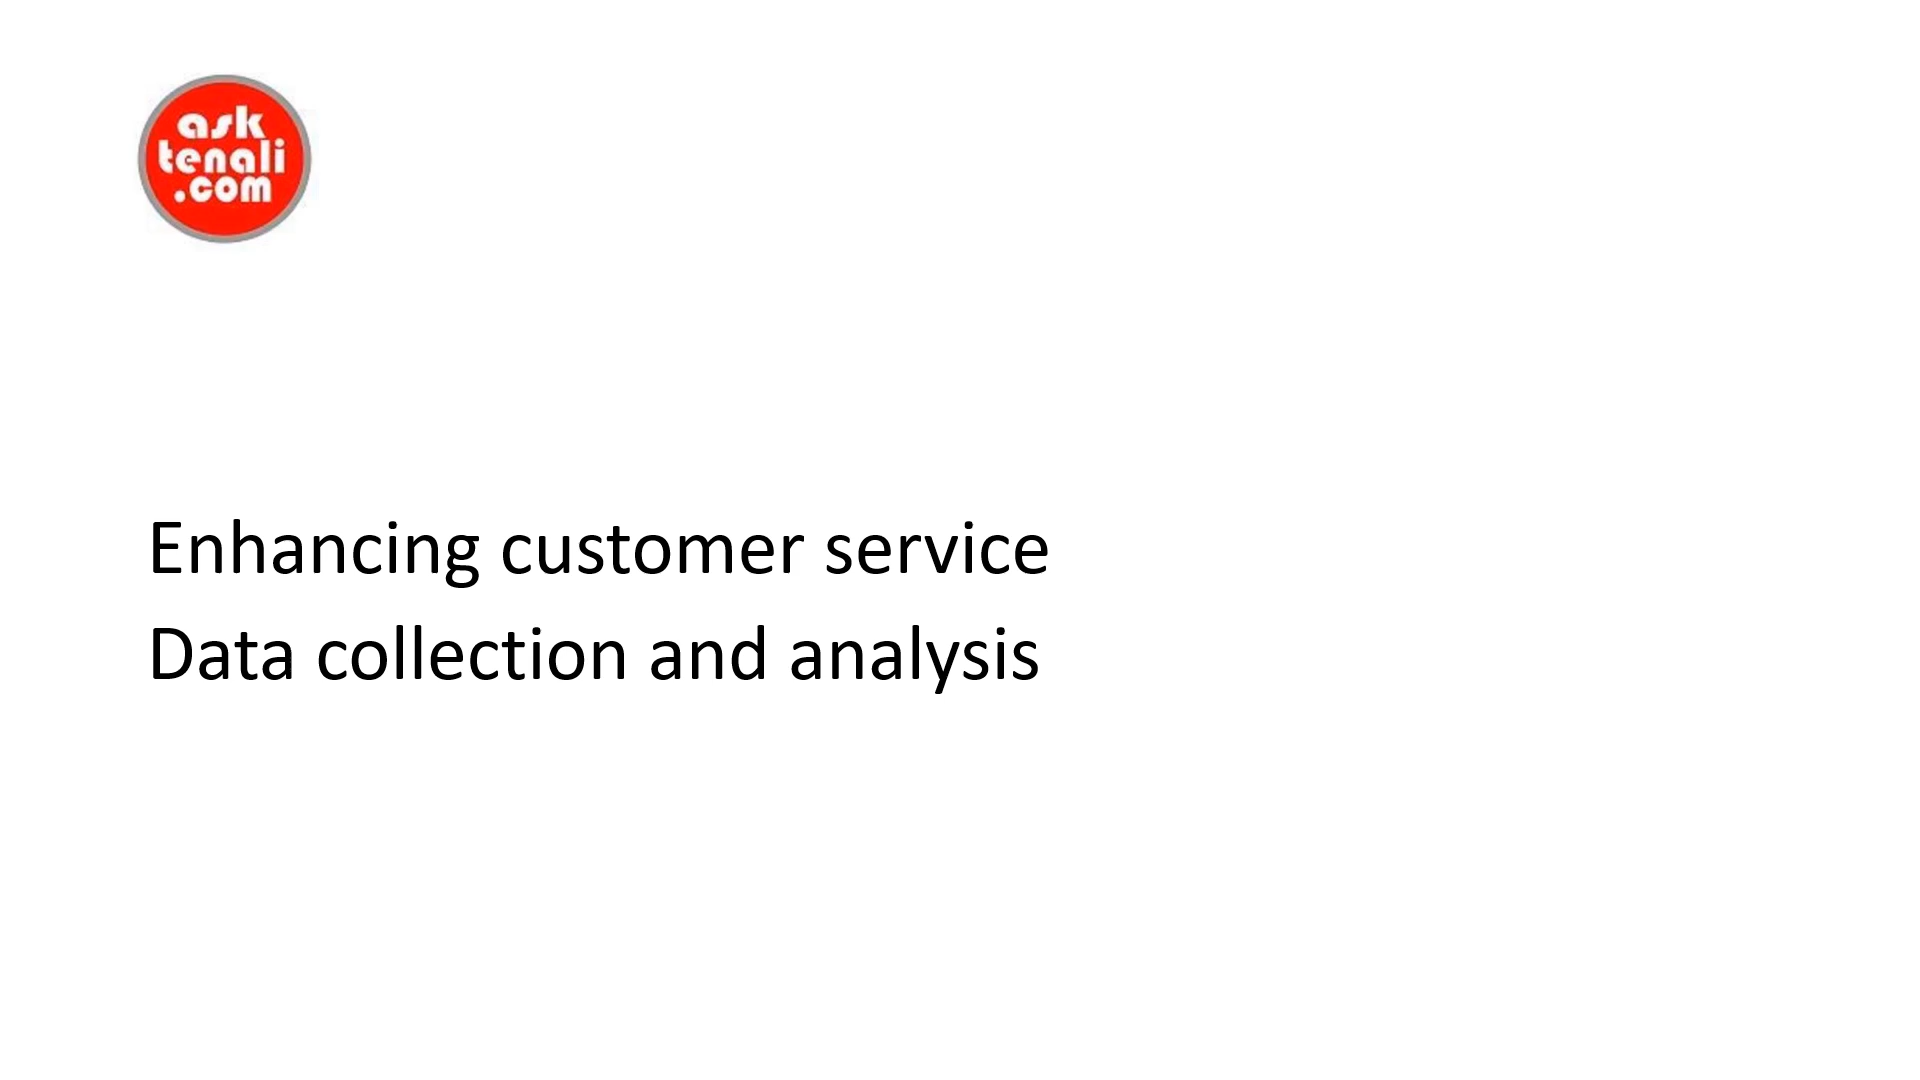 ask
tenali
.com
Enhancing customer service
Data collection and analysis